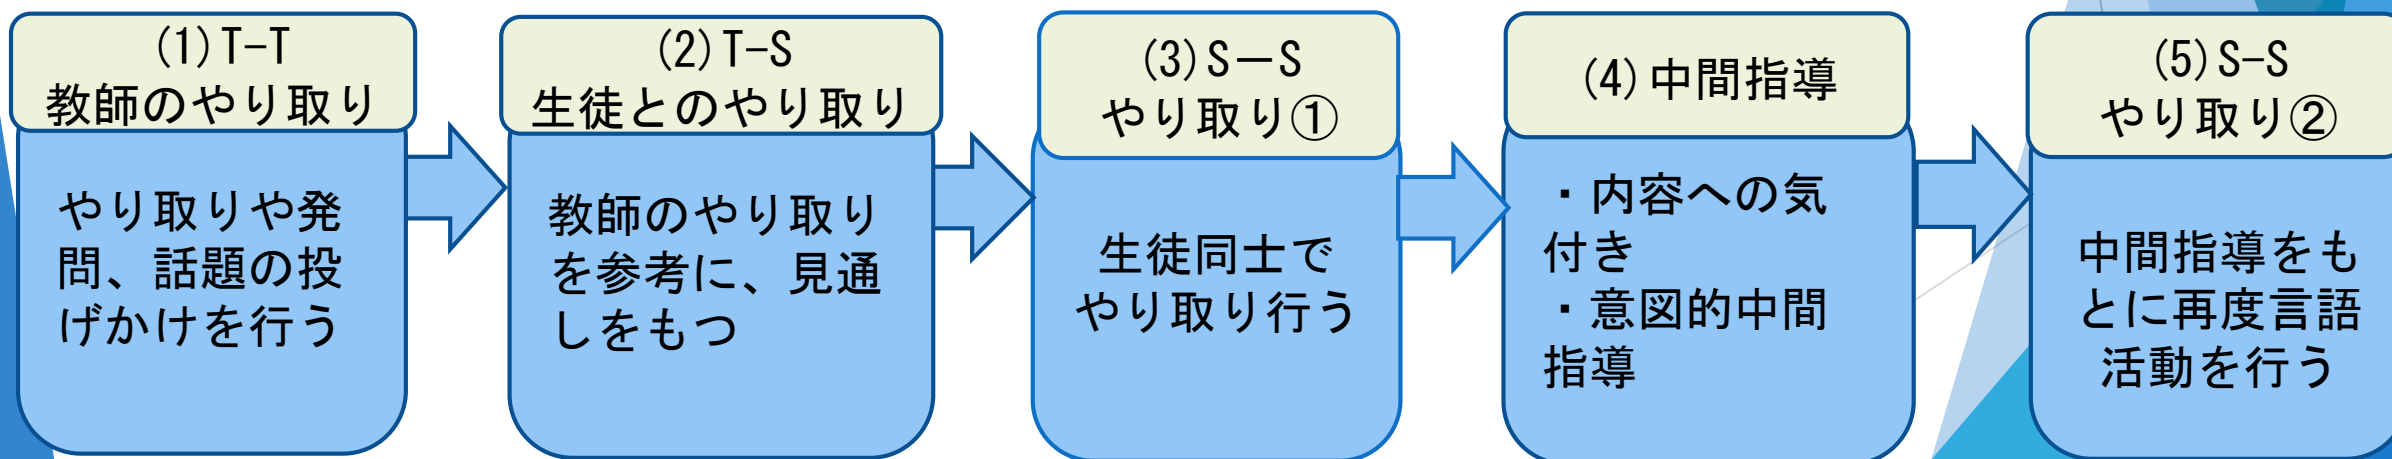 (1)T-T
教師のやり取り
やり取りや発
問、話題の投
げかけを行う
(2)T-S
生徒とのやり取り
教師のやり取り
を参考に、見通
しをもつ
(3)S―S
やり取り①
生徒同士で
やり取り行う
(4)中間指導
・内容への気
付き
・意図的中間
指導
(5)S-S
やり取り②
中間指導をも
とに再度言語
活動を行う